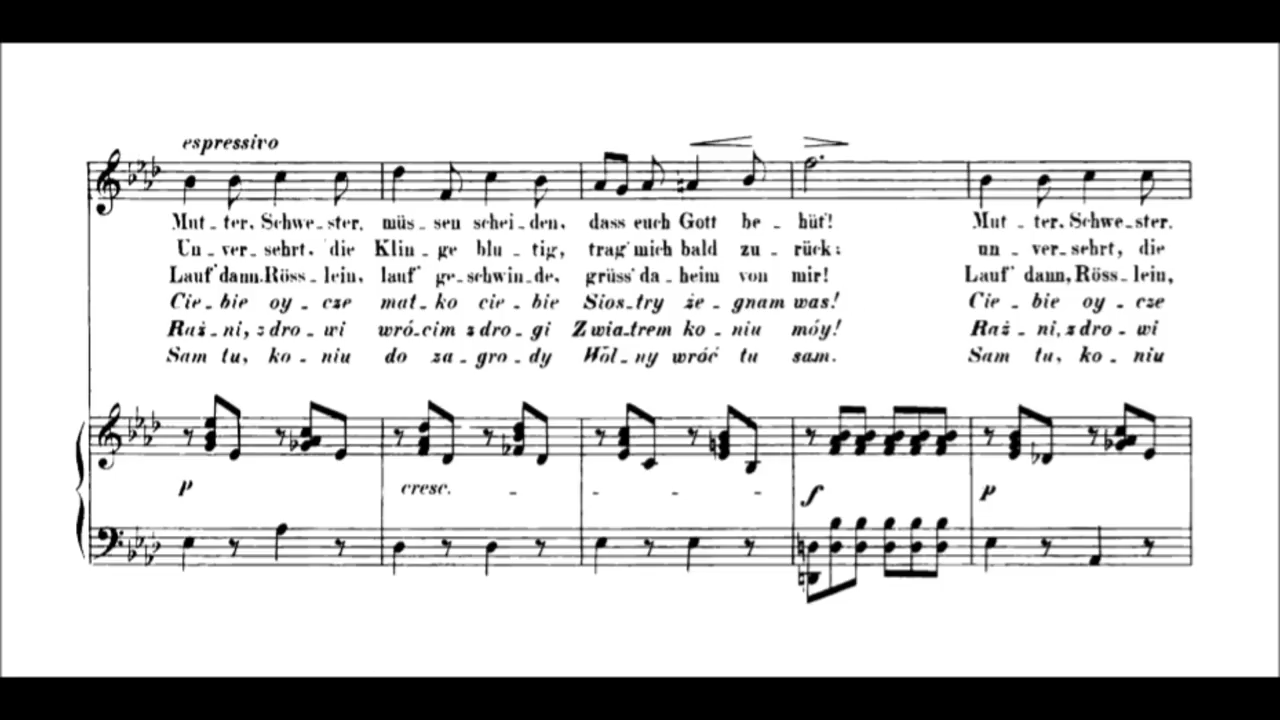 espressivo
Mut - ter, Schwe - ster, müs - sen schei - den, dass euch Gott be - hüt! Mut - ter, Schwe - ster,
Un - ver - sehrt, die Klin - ge blu - tig, trag' mich bald zu - rück; un - ver - sehrt, die
Lauf' dann, Röss - lein, lauf' ge - schwin - de, grüss' da - heim von mir! Lauf' dann, Röss - lein,
Cie - bie oy - cze mat - ko cie - bie Sios - try że - gnam was! Cie - bie oy - cze
Raź - ni, zdro - wi wró - cim z dro - gi Z wia - trem ko - niu móy! Raź - ni, zdro - wi
Sam tu, ko - niu do za - gro - dy Wól - ny wróć tu sam. Sam tu, ko - niu
p cresc. - - - - f p